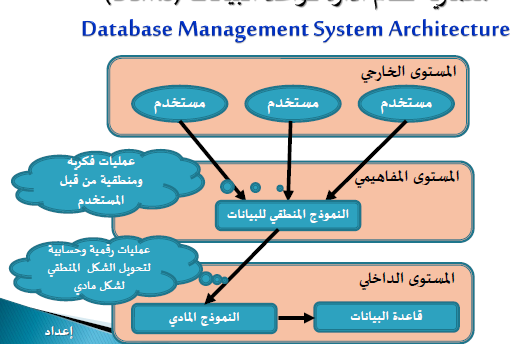 Database Management System Architecture
المستوى الخارجي
مستخدم
مستخدم
مستخدم
عمليات فكريه
ومنطقية من قبل
المستخدم
المستوى المفاهيمي
النموذج المنطقي للبيانات
عمليات رقمية وحسابية
لتحويل الشكل المنطقي
لشكل مادي
المستوى الداخلي
النموذج المادي
قاعدة البيانات
إعداد